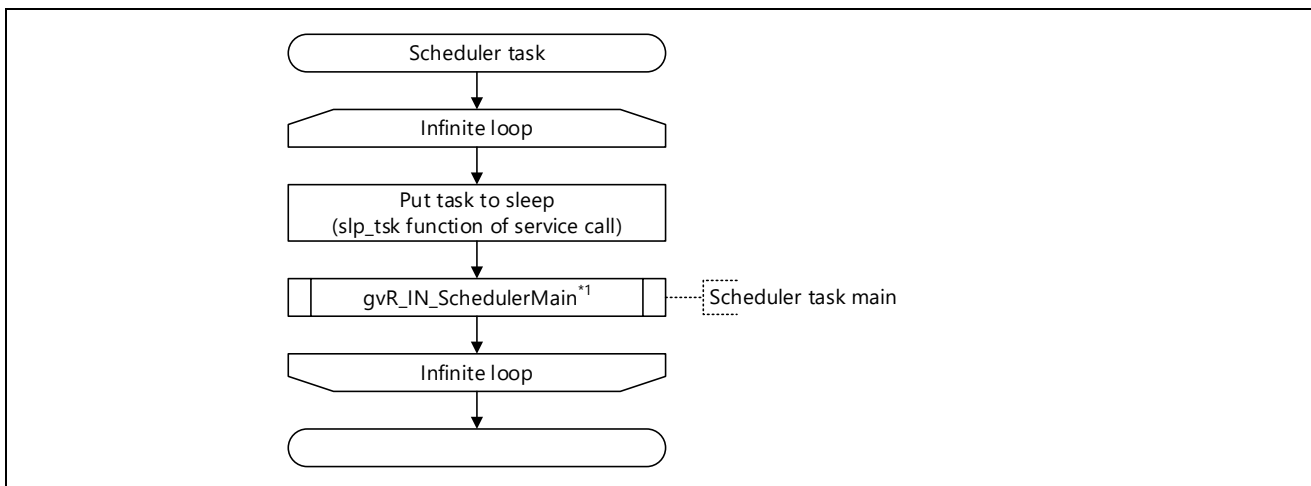 Scheduler task
Infinite loop
Put task to sleep
(slp_tsk function of service call)
gvR_IN_SchedulerMain*1
Scheduler task main
Infinite loop